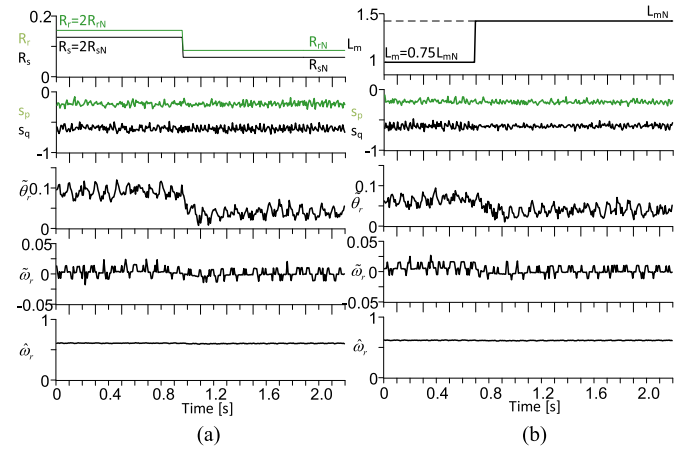 0.2
R_r=2R_rN
R_r
R_s
R_s=2R_sN
R_rN
R_sN
0
0
s_p
s_q
-1
θ̃_r
0.1
0
0.05
ω̃_r
0
-0.05
1
ω̂_r
0
0 0.4 0.8 1.2 1.6 2.0
Time [s]
(a)
1.5
L_mN
L_m
L_m=0.75L_mN
1
0
s_p
s_q
-1
0.1
θ̃_r
0
0.05
ω̃_r
0
-0.05
1
ω̂_r
0
0 0.4 0.8 1.2 1.6 2.0
Time [s]
(b)